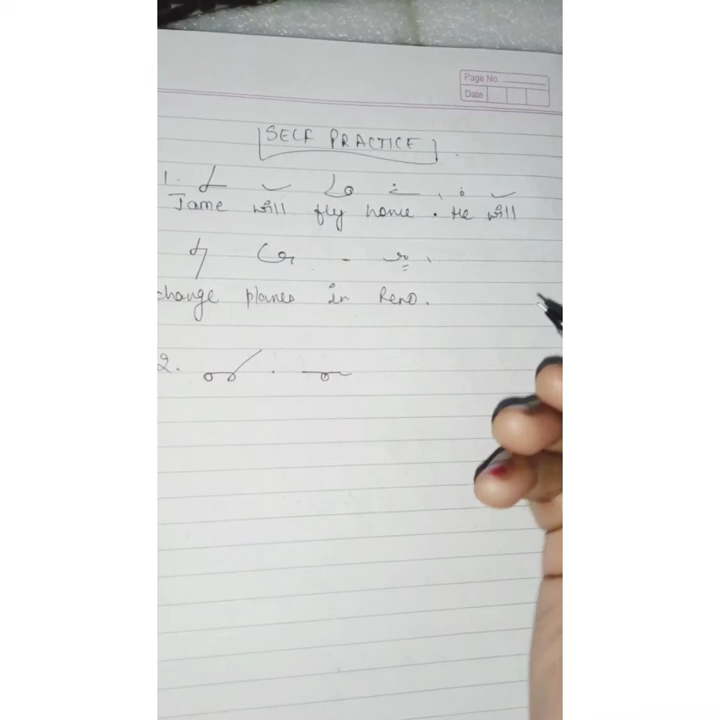 Page No.
Date
SELF PRACTICE
1.
Jame will fly home. He will
change planes in Reno.
2.